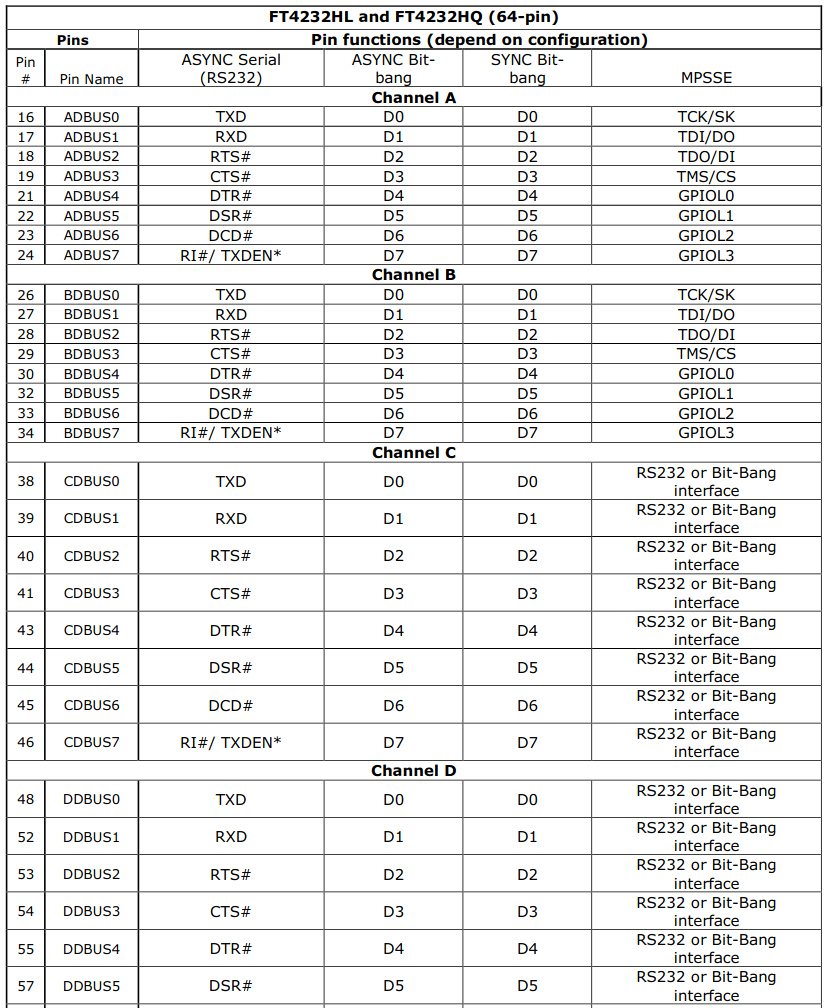 FT4232HL and FT4232HQ (64-pin)
Pins Pin functions (depend on configuration)
Pin # Pin Name ASYNC Serial (RS232) ASYNC Bit-bang SYNC Bit-bang MPSSE
Channel A
16 ADBUS0 TXD D0 D0 TCK/SK
17 ADBUS1 RXD D1 D1 TDI/DO
18 ADBUS2 RTS# D2 D2 TDO/DI
19 ADBUS3 CTS# D3 D3 TMS/CS
21 ADBUS4 DTR# D4 D4 GPIOL0
22 ADBUS5 DSR# D5 D5 GPIOL1
23 ADBUS6 DCD# D6 D6 GPIOL2
24 ADBUS7 RI#/ TXDEN* D7 D7 GPIOL3
Channel B
26 BDBUS0 TXD D0 D0 TCK/SK
27 BDBUS1 RXD D1 D1 TDI/DO
28 BDBUS2 RTS# D2 D2 TDO/DI
29 BDBUS3 CTS# D3 D3 TMS/CS
30 BDBUS4 DTR# D4 D4 GPIOL0
32 BDBUS5 DSR# D5 D5 GPIOL1
33 BDBUS6 DCD# D6 D6 GPIOL2
34 BDBUS7 RI#/ TXDEN* D7 D7 GPIOL3
Channel C
38 CDBUS0 TXD D0 D0 RS232 or Bit-Bang interface
39 CDBUS1 RXD D1 D1 RS232 or Bit-Bang interface
40 CDBUS2 RTS# D2 D2 RS232 or Bit-Bang interface
41 CDBUS3 CTS# D3 D3 RS232 or Bit-Bang interface
43 CDBUS4 DTR# D4 D4 RS232 or Bit-Bang interface
44 CDBUS5 DSR# D5 D5 RS232 or Bit-Bang interface
45 CDBUS6 DCD# D6 D6 RS232 or Bit-Bang interface
46 CDBUS7 RI#/ TXDEN* D7 D7 RS232 or Bit-Bang interface
Channel D
48 DDBUS0 TXD D0 D0 RS232 or Bit-Bang interface
52 DDBUS1 RXD D1 D1 RS232 or Bit-Bang interface
53 DDBUS2 RTS# D2 D2 RS232 or Bit-Bang interface
54 DDBUS3 CTS# D3 D3 RS232 or Bit-Bang interface
55 DDBUS4 DTR# D4 D4 RS232 or Bit-Bang interface
57 DDBUS5 DSR# D5 D5 RS232 or Bit-Bang interface